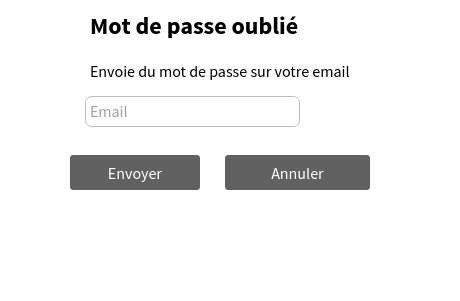 Mot de passe oublié
Envoie du mot de passe sur votre email
Email
Envoyer
Annuler